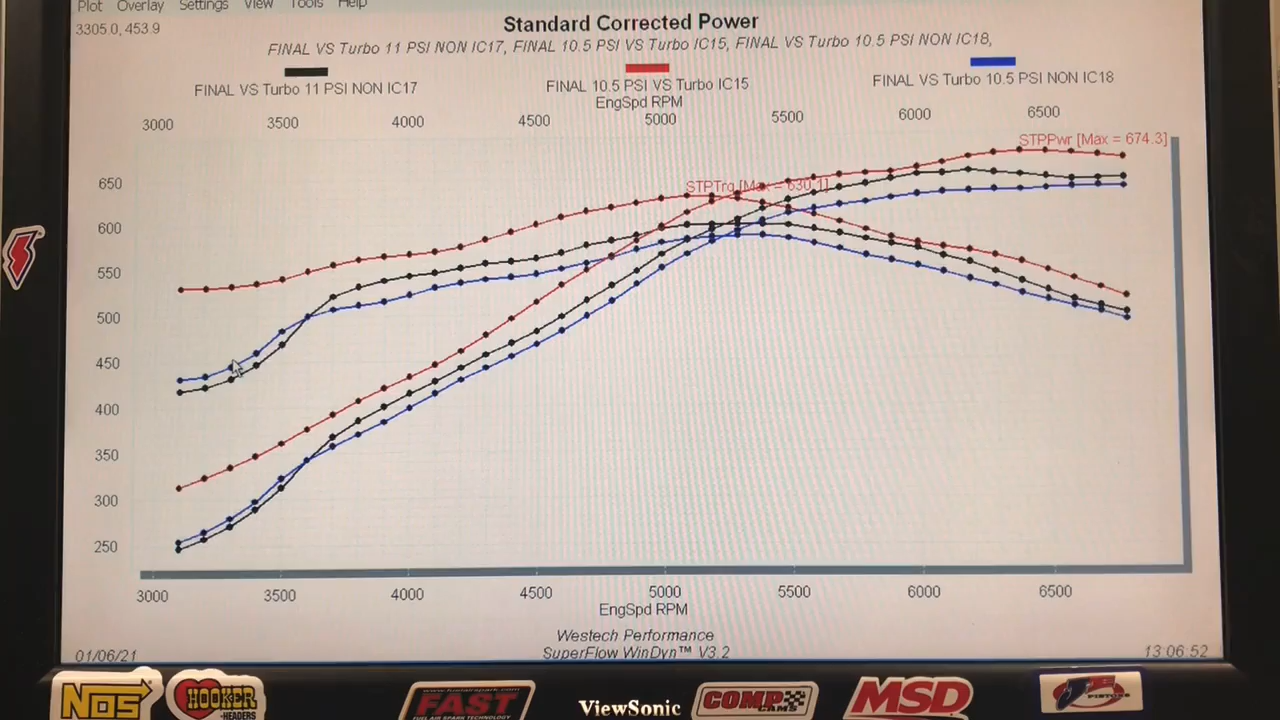 Plot Overlay Settings View Tools Help
3305.0, 453.9
Standard Corrected Power
FINAL VS Turbo 11 PSI NON IC17, FINAL 10.5 PSI VS Turbo IC15, FINAL VS Turbo 10.5 PSI NON IC18,
FINAL VS Turbo 11 PSI NON IC17 FINAL 10.5 PSI VS Turbo IC15 FINAL VS Turbo 10.5 PSI NON IC18
EngSpd RPM
3000 3500 4000 4500 5000 5500 6000 6500
STPPwr [Max = 674.3]
STPTrq [Max = 630.1]
650
600
550
500
450
400
350
300
250
3000 3500 4000 4500 5000 5500 6000 6500
EngSpd RPM
Westech Performance
01/06/21 SuperFlow WinDyn™ V3.2 13:06:52
NOS HOOKER -HEADERS FAST FUEL AIR SPARK TECHNOLOGY ViewSonic COMP CAMS MSD JE PISTONS